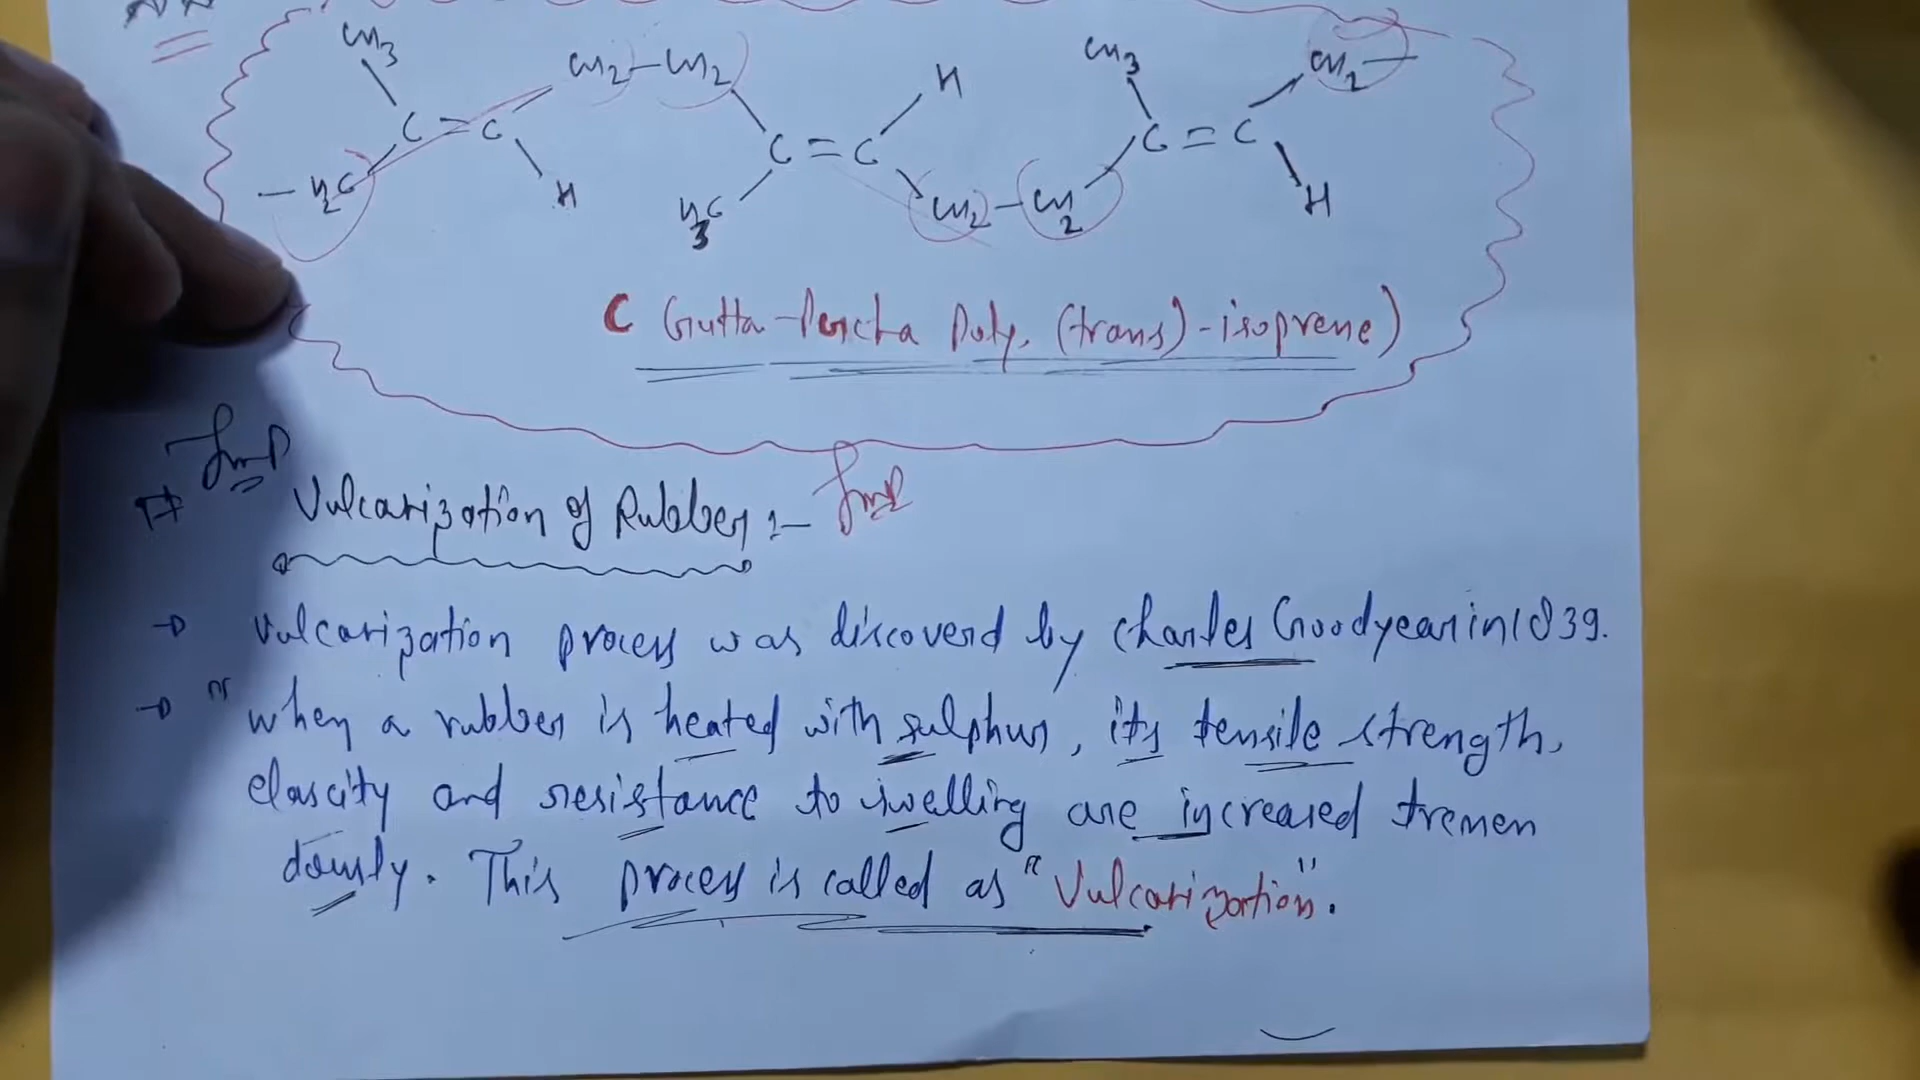 CH3 CH2-CH2 H CH3 CH2-
C=C C=C C=C
-H2C H H3C CH2-CH2 H
C Gutta-Percha Poly. (trans)-isoprene)
Imp
Vulcanization of Rubber :- Imp
→ Vulcanization process was discoverd by charles Goodyear in 1839.
→ "when a rubber is heated with sulphur, its tensile strength,
elascity and resistance to swelling are increased tremen
dously. This process is called as "Vulcanization".